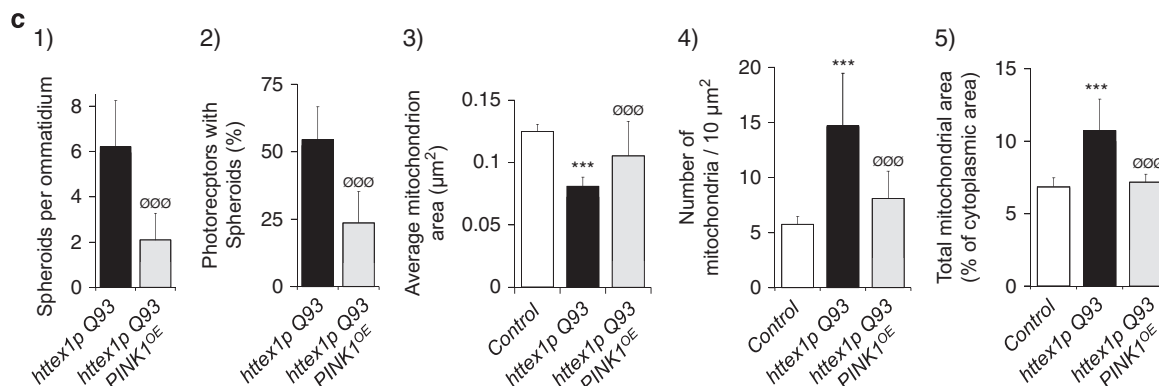 c
1)
Spheroids per ommatidium
8
6
4
2
0
øøø
httex1p Q93
httex1p Q93
PINK1OE
2)
Photorecptors with
Spheroids (%)
75
50
25
0
øøø
httex1p Q93
httex1p Q93
PINK1OE
3)
Average mitochondrion
area (µm2)
0.15
0.1
0.05
0
***
øøø
Control
httex1p Q93
httex1p Q93
PINK1OE
4)
Number of
mitochondria / 10 µm2
20
15
10
5
0
***
øøø
Control
httex1p Q93
httex1p Q93
PINK1OE
5)
Total mitochondrial area
(% of cytoplasmic area)
15
10
5
0
***
øøø
Control
httex1p Q93
httex1p Q93
PINK1OE